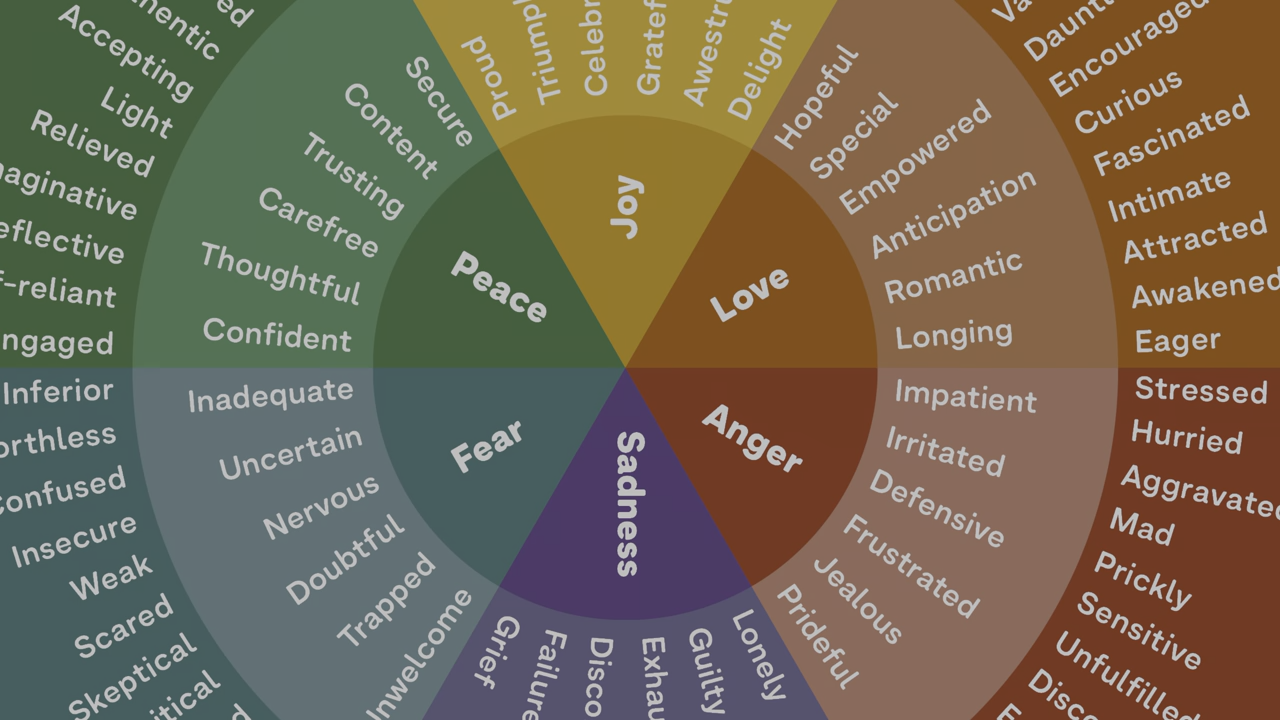 Joy
Love
Anger
Sadness
Fear
Peace
Proud
Delight
Hopeful
Special
Empowered
Anticipation
Romantic
Longing
Impatient
Irritated
Defensive
Frustrated
Jealous
Prideful
Lonely
Guilty
Failure
Grief
Trapped
Doubtful
Nervous
Uncertain
Inadequate
Confident
Thoughtful
Carefree
Trusting
Content
Secure
Encouraged
Curious
Fascinated
Intimate
Attracted
Awakened
Eager
Stressed
Hurried
Mad
Prickly
Sensitive
Skeptical
Scared
Weak
Insecure
Inferior
Relieved
Light
Accepting